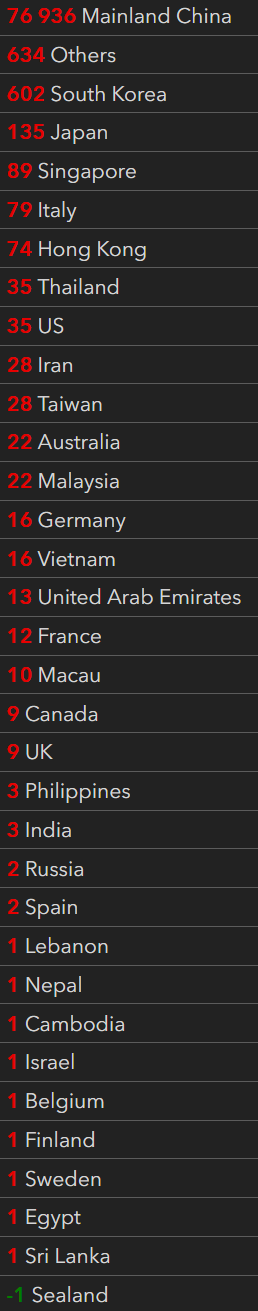 76 936 Mainland China
634 Others
602 South Korea
135 Japan
89 Singapore
79 Italy
74 Hong Kong
35 Thailand
35 US
28 Iran
28 Taiwan
22 Australia
22 Malaysia
16 Germany
16 Vietnam
13 United Arab Emirates
12 France
10 Macau
9 Canada
9 UK
3 Philippines
3 India
2 Russia
2 Spain
1 Lebanon
1 Nepal
1 Cambodia
1 Israel
1 Belgium
1 Finland
1 Sweden
1 Egypt
1 Sri Lanka
-1 Sealand